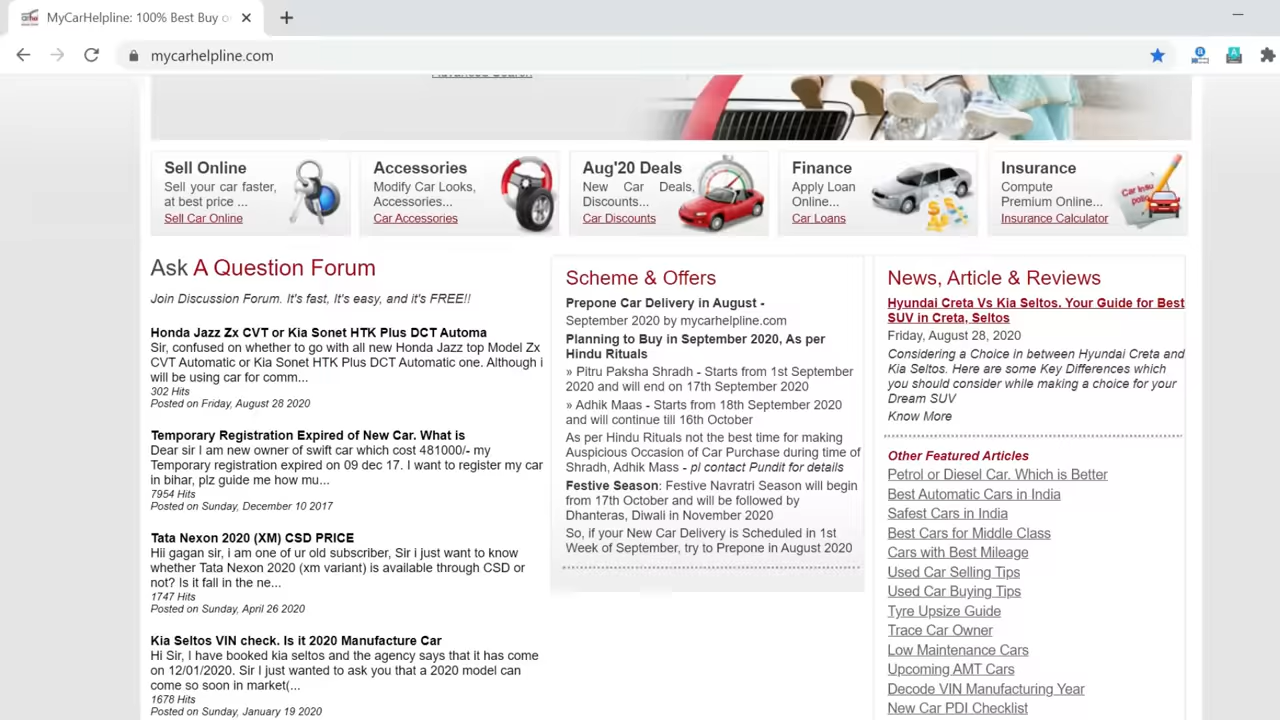 MyCarHelpline: 100% Best Buy o
mycarhelpline.com
Advanced Search
Sell Online
Sell your car faster,
at best price ...
Sell Car Online
Accessories
Modify Car Looks,
Accessories...
Car Accessories
Aug'20 Deals
New Car Deals,
Discounts...
Car Discounts
Finance
Apply Loan
Online...
Car Loans
Insurance
Compute
Premium Online...
Insurance Calculator
Ask A Question Forum
Join Discussion Forum. It's fast, It's easy, and it's FREE!!
Honda Jazz Zx CVT or Kia Sonet HTK Plus DCT Automa
Sir, confused on whether to go with all new Honda Jazz top Model Zx
CVT Automatic or Kia Sonet HTK Plus DCT Automatic one. Although i
will be using car for comm...
302 Hits
Posted on Friday, August 28 2020
Temporary Registration Expired of New Car. What is
Dear sir I am new owner of swift car which cost 481000/- my
Temporary registration expired on 09 dec 17. I want to register my car
in bihar, plz guide me how mu...
7954 Hits
Posted on Sunday, December 10 2017
Tata Nexon 2020 (XM) CSD PRICE
Hii gagan sir, i am one of ur old subscriber, Sir i just want to know
whether Tata Nexon 2020 (xm variant) is available through CSD or
not? Is it fall in the ne...
1747 Hits
Posted on Sunday, April 26 2020
Kia Seltos VIN check. Is it 2020 Manufacture Car
Hi Sir, I have booked kia seltos and the agency says that it has come
on 12/01/2020. Sir I just wanted to ask you that a 2020 model can
come so soon in market(...
1678 Hits
Posted on Sunday, January 19 2020
Scheme & Offers
Prepone Car Delivery in August -
September 2020 by mycarhelpline.com
Planning to Buy in September 2020, As per
Hindu Rituals
» Pitru Paksha Shradh - Starts from 1st September
2020 and will end on 17th September 2020
» Adhik Maas - Starts from 18th September 2020
and will continue till 16th October
As per Hindu Rituals not the best time for making
Auspicious Occasion of Car Purchase during time of
Shradh, Adhik Mass - pl contact Pundit for details
Festive Season: Festive Navratri Season will begin
from 17th October and will be followed by
Dhanteras, Diwali in November 2020
So, if your New Car Delivery is Scheduled in 1st
Week of September, try to Prepone in August 2020
News, Article & Reviews
Hyundai Creta Vs Kia Seltos. Your Guide for Best
SUV in Creta, Seltos
Friday, August 28, 2020
Considering a Choice in between Hyundai Creta and
Kia Seltos. Here are some Key Differences which
you should consider while making a choice for your
Dream SUV
Know More
Other Featured Articles
Petrol or Diesel Car. Which is Better
Best Automatic Cars in India
Safest Cars in India
Best Cars for Middle Class
Cars with Best Mileage
Used Car Selling Tips
Used Car Buying Tips
Tyre Upsize Guide
Trace Car Owner
Low Maintenance Cars
Upcoming AMT Cars
Decode VIN Manufacturing Year
New Car PDI Checklist